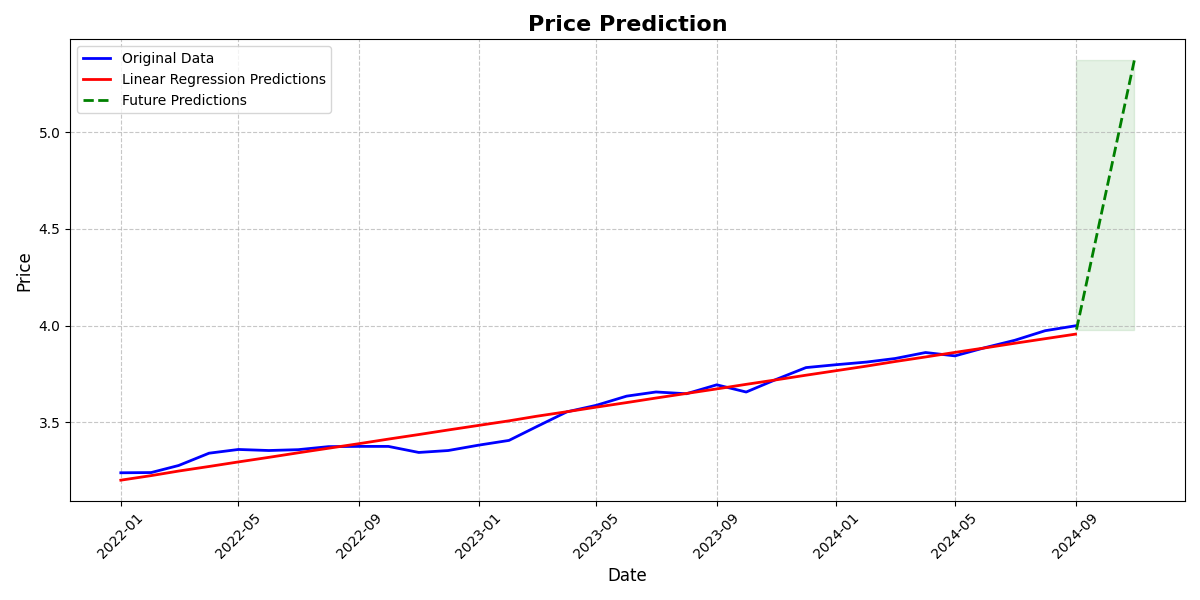 Price Prediction
Original Data
Linear Regression Predictions
Future Predictions
Price
5.0
4.5
4.0
3.5
2022-01
2022-05
2022-09
2023-01
2023-05
2023-09
2024-01
2024-05
2024-09
Date